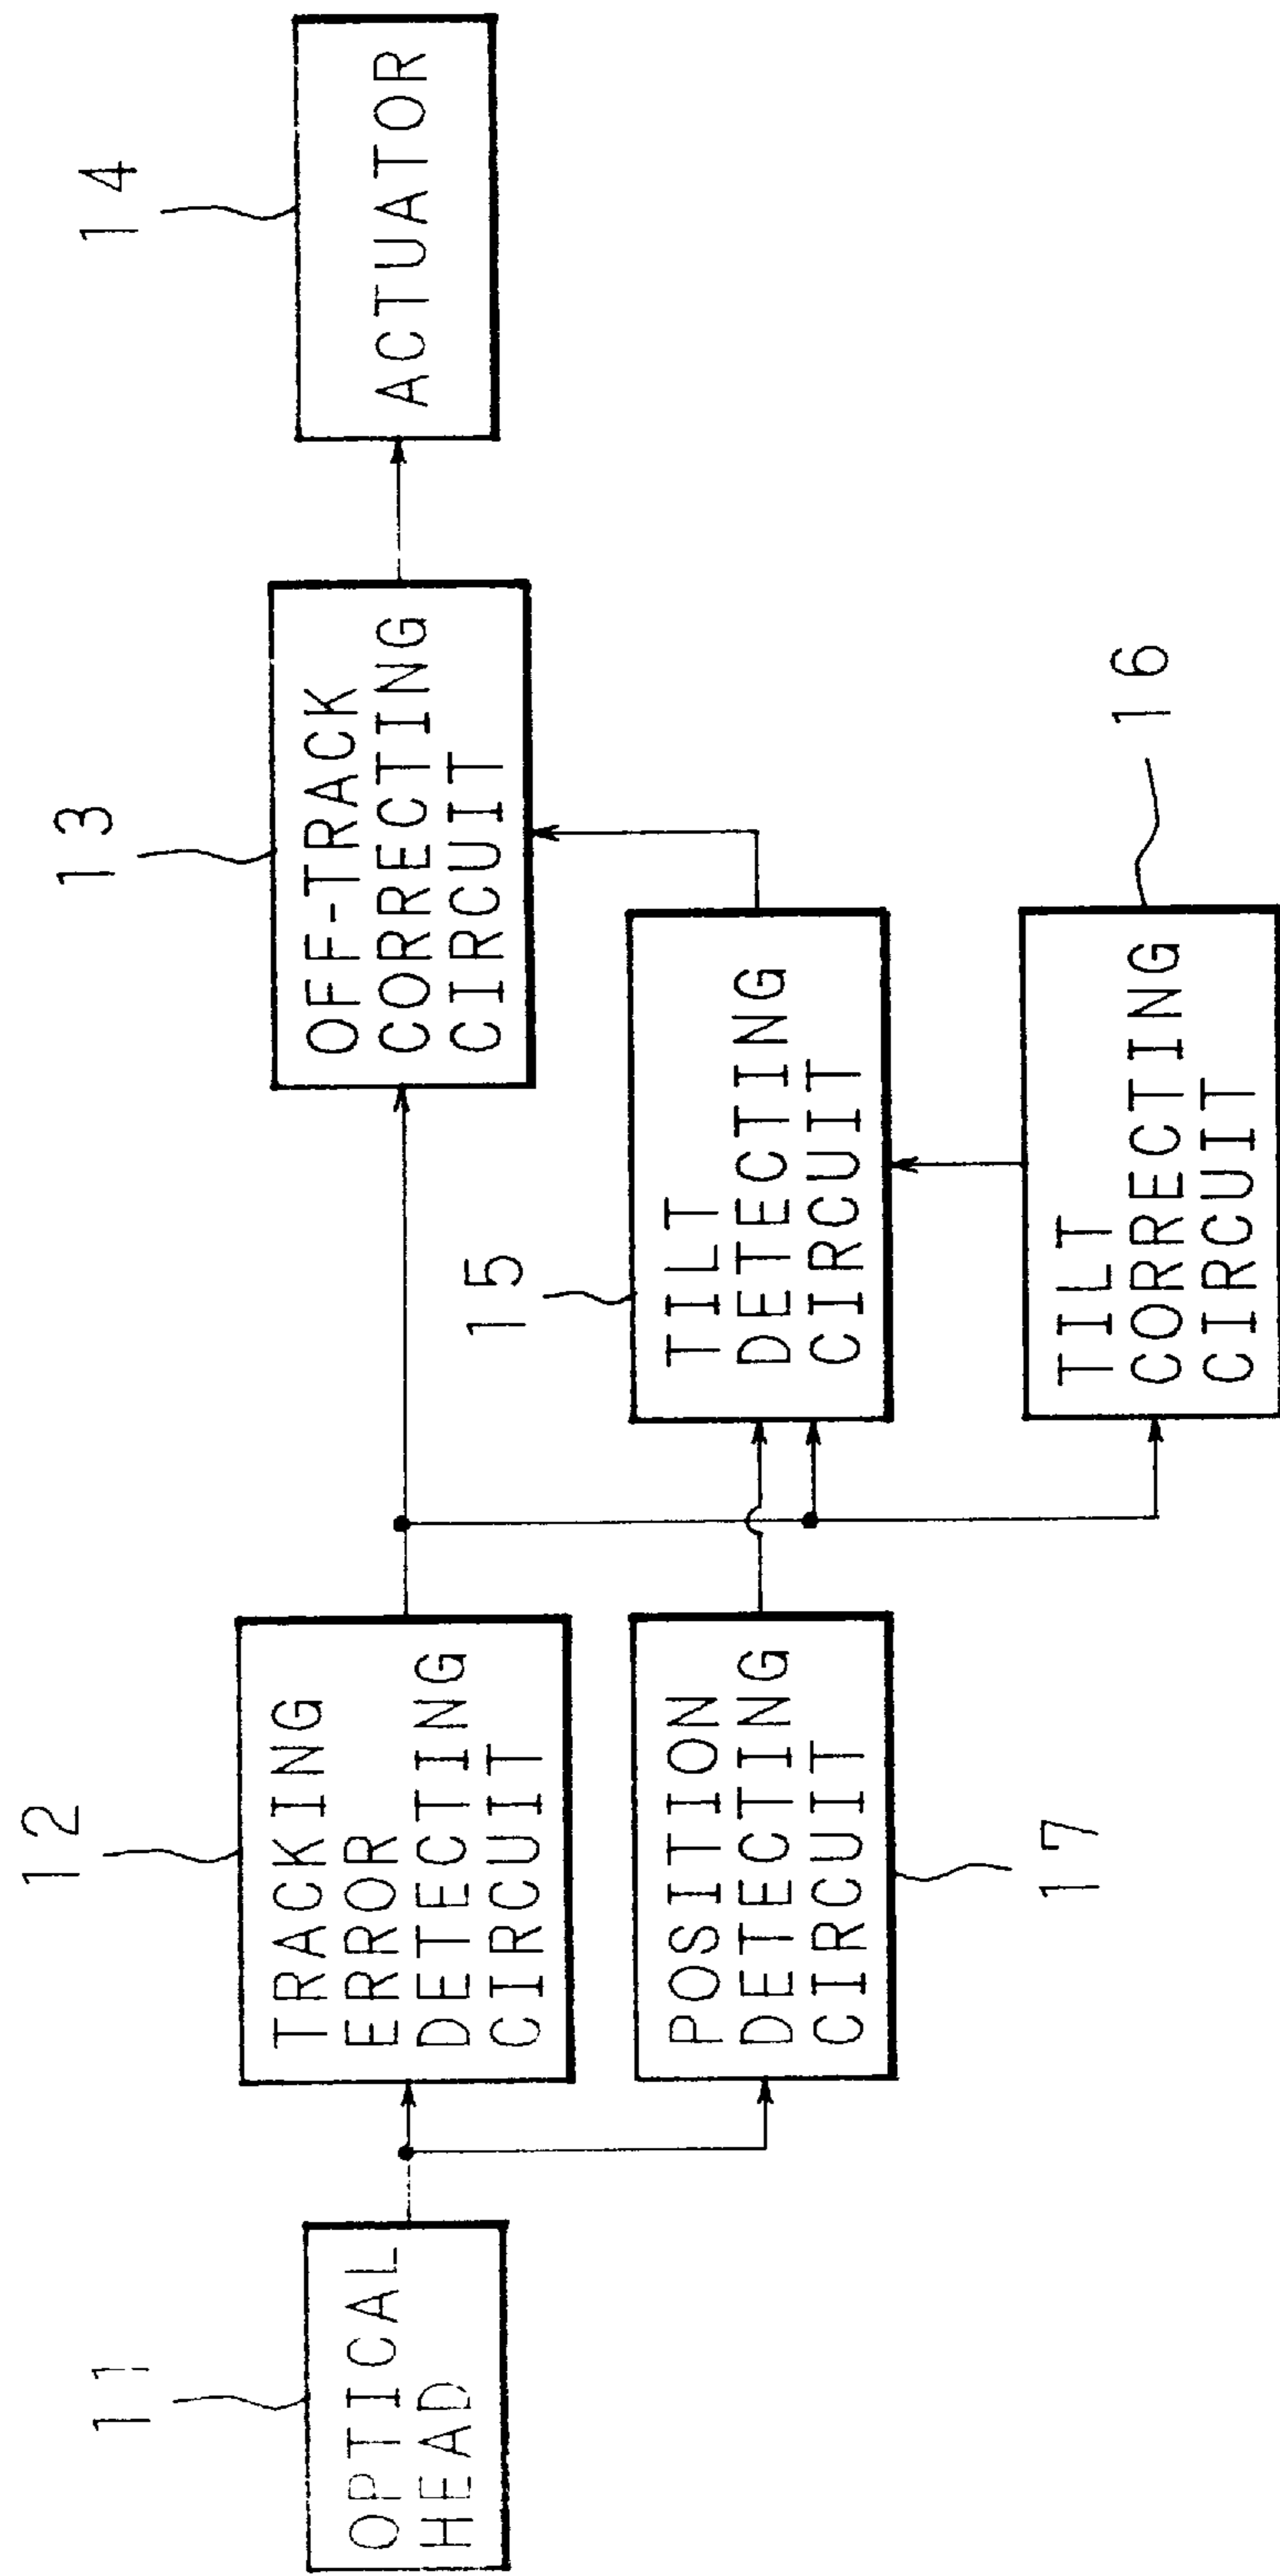 11
OPTICAL
HEAD
12
TRACKING
ERROR
DETECTING
CIRCUIT
13
OFF-TRACK
CORRECTING
CIRCUIT
14
ACTUATOR
POSITION
DETECTING
CIRCUIT
17
15
TILT
DETECTING
CIRCUIT
TILT
CORRECTING
CIRCUIT
16